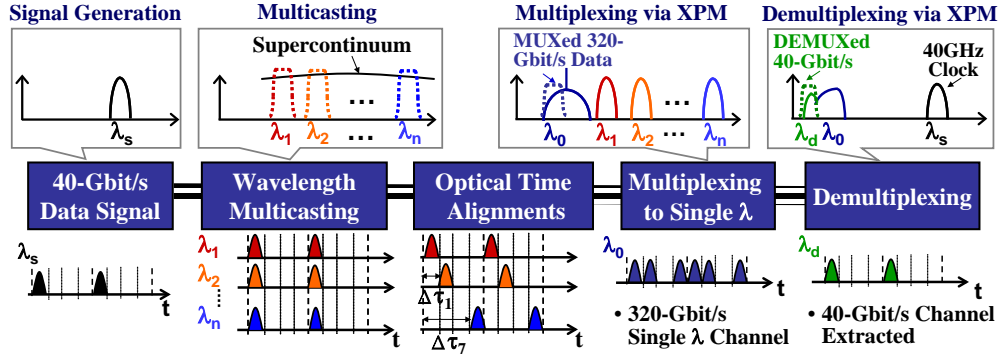 Signal Generation
Multicasting
Multiplexing via XPM
Demultiplexing via XPM
λs
Supercontinuum
λ1
λ2
...
...
λn
MUXed 320-
Gbit/s Data
λ0
λ1
λ2
...
...
λn
DEMUXed
40-Gbit/s
40GHz
Clock
λd
λ0
λs
40-Gbit/s
Data Signal
Wavelength
Multicasting
Optical Time
Alignments
Multiplexing
to Single λ
Demultiplexing
λs
t
λ1
λ2
λn
t
Δτ1
Δτ7
t
λ0
t
• 320-Gbit/s
Single λ Channel
λd
t
• 40-Gbit/s Channel
Extracted